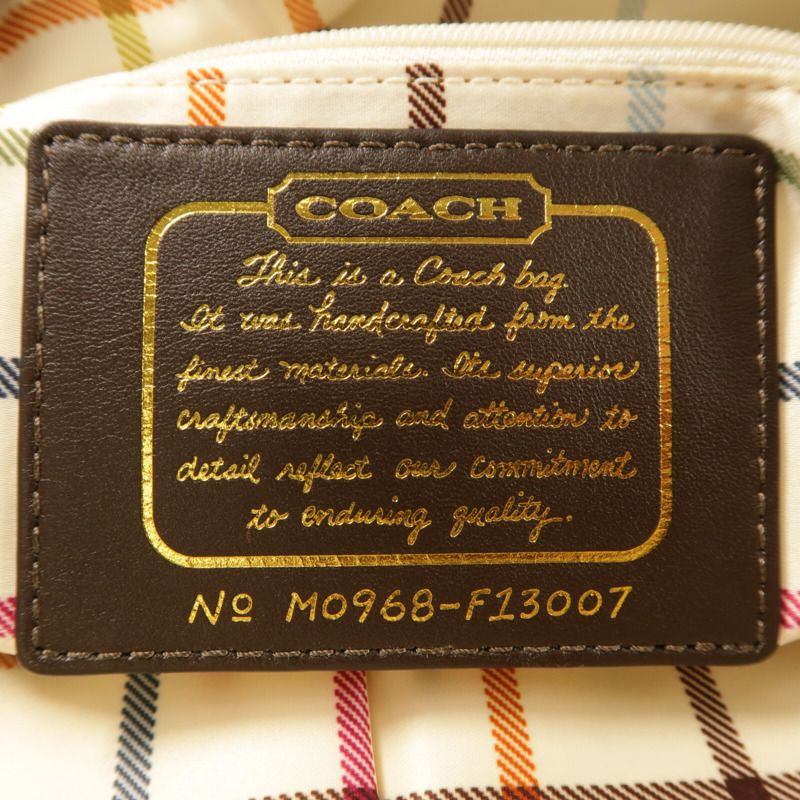 COACH
This is a Coach bag.
It was handcrafted from the
finest materials. Its superior
craftsmanship and attention to
detail reflect our commitment
to enduring quality.
Nº M0968-F13007